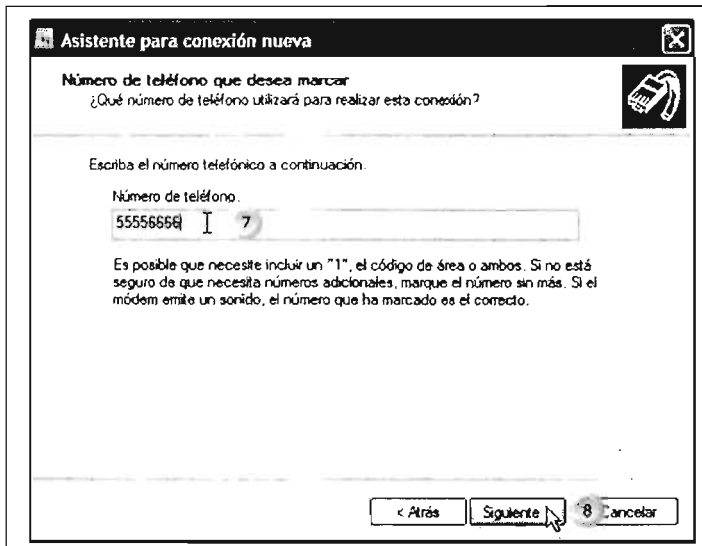 Asistente para conexión nueva
Número de teléfono que desea marcar
¿Qué número de teléfono utilizará para realizar esta conexión?
Escriba el número telefónico a continuación.
Número de teléfono.
55556666 7
Es posible que necesite incluir un "1", el código de área o ambos. Si no está
seguro de que necesita números adicionales, marque el número sin más. Si el
módem emite un sonido, el número que ha marcado es el correcto.
< Atrás Siguiente 8 Cancelar